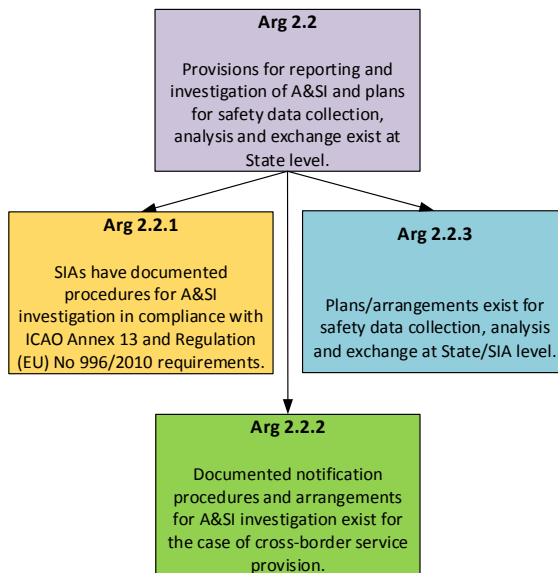 Arg 2.2
Provisions for reporting and
investigation of A&SI and plans
for safety data collection,
analysis and exchange exist at
State level.
Arg 2.2.1
SIAs have documented
procedures for A&SI
investigation in compliance with
ICAO Annex 13 and Regulation
(EU) No 996/2010 requirements.
Arg 2.2.3
Plans/arrangements exist for
safety data collection, analysis
and exchange at State/SIA level.
Arg 2.2.2
Documented notification
procedures and arrangements
for A&SI investigation exist for
the case of cross-border service
provision.